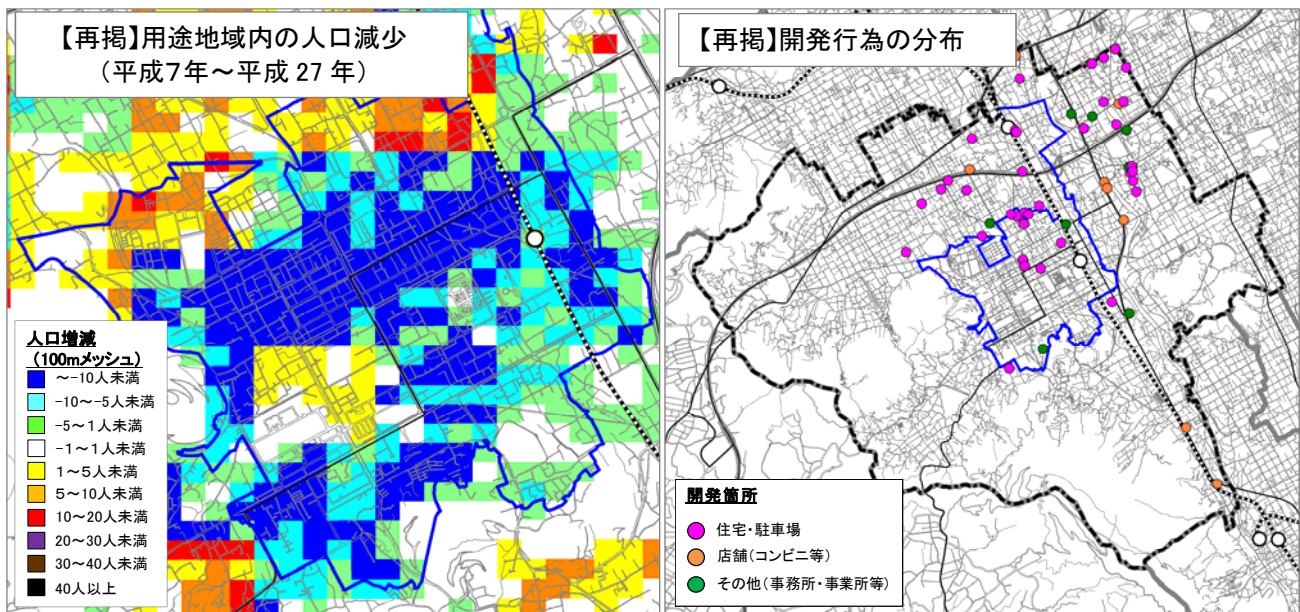 【再掲】用途地域内の人口減少
(平成7年~平成 27 年)
人口増減
(100mメッシュ)
~-10人未満
-10~-5人未満
-5~1人未満
-1~1人未満
1~5人未満
5~10人未満
10~20人未満
20~30人未満
30~40人未満
40人以上
【再掲】開発行為の分布
開発箇所
住宅・駐車場
店舗(コンビニ等)
その他(事務所・事業所等)